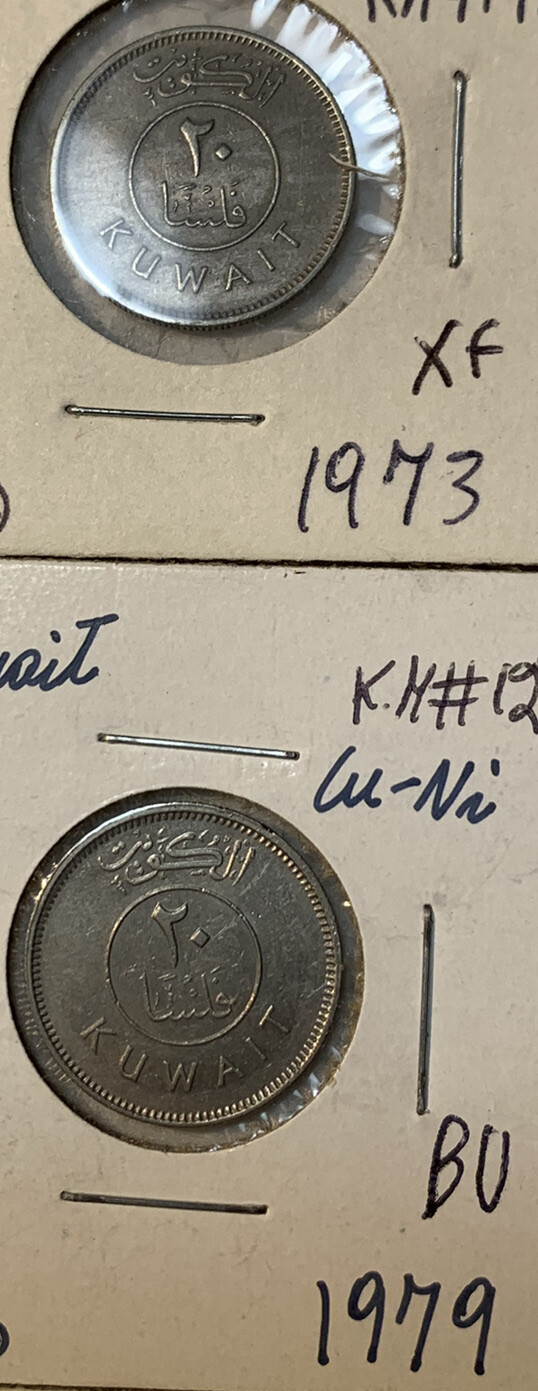 الكويت
٢٠
فلسا
KUWAIT
XF
1973
K.M#12
Cu-Ni
الكويت
٢٠
فلسا
KUWAIT
BU
1979